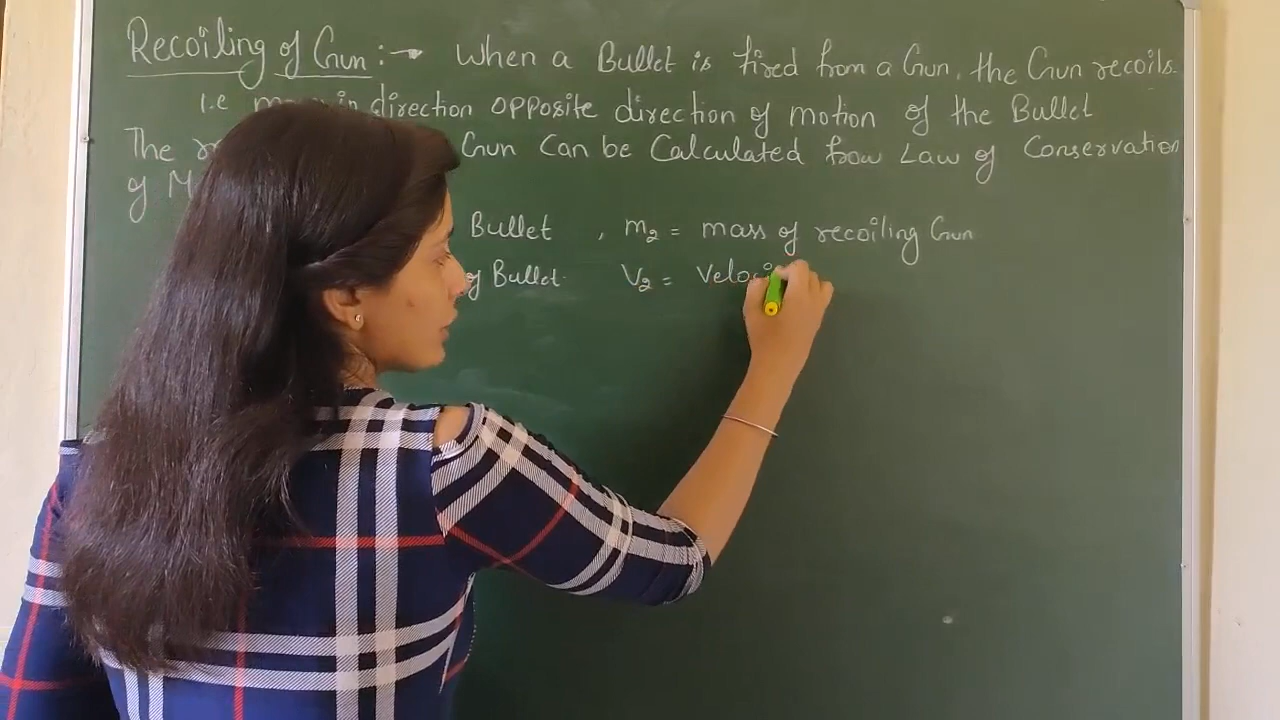 Recoiling of Gun :→ When a Bullet is fired from a Gun, the Gun recoils.
i.e in direction opposite direction of motion of the Bullet
The Gun Can be Calculated from Law of Conservation
of
Bullet , m2 = mass of recoiling Gun
of Bullet. V2 =